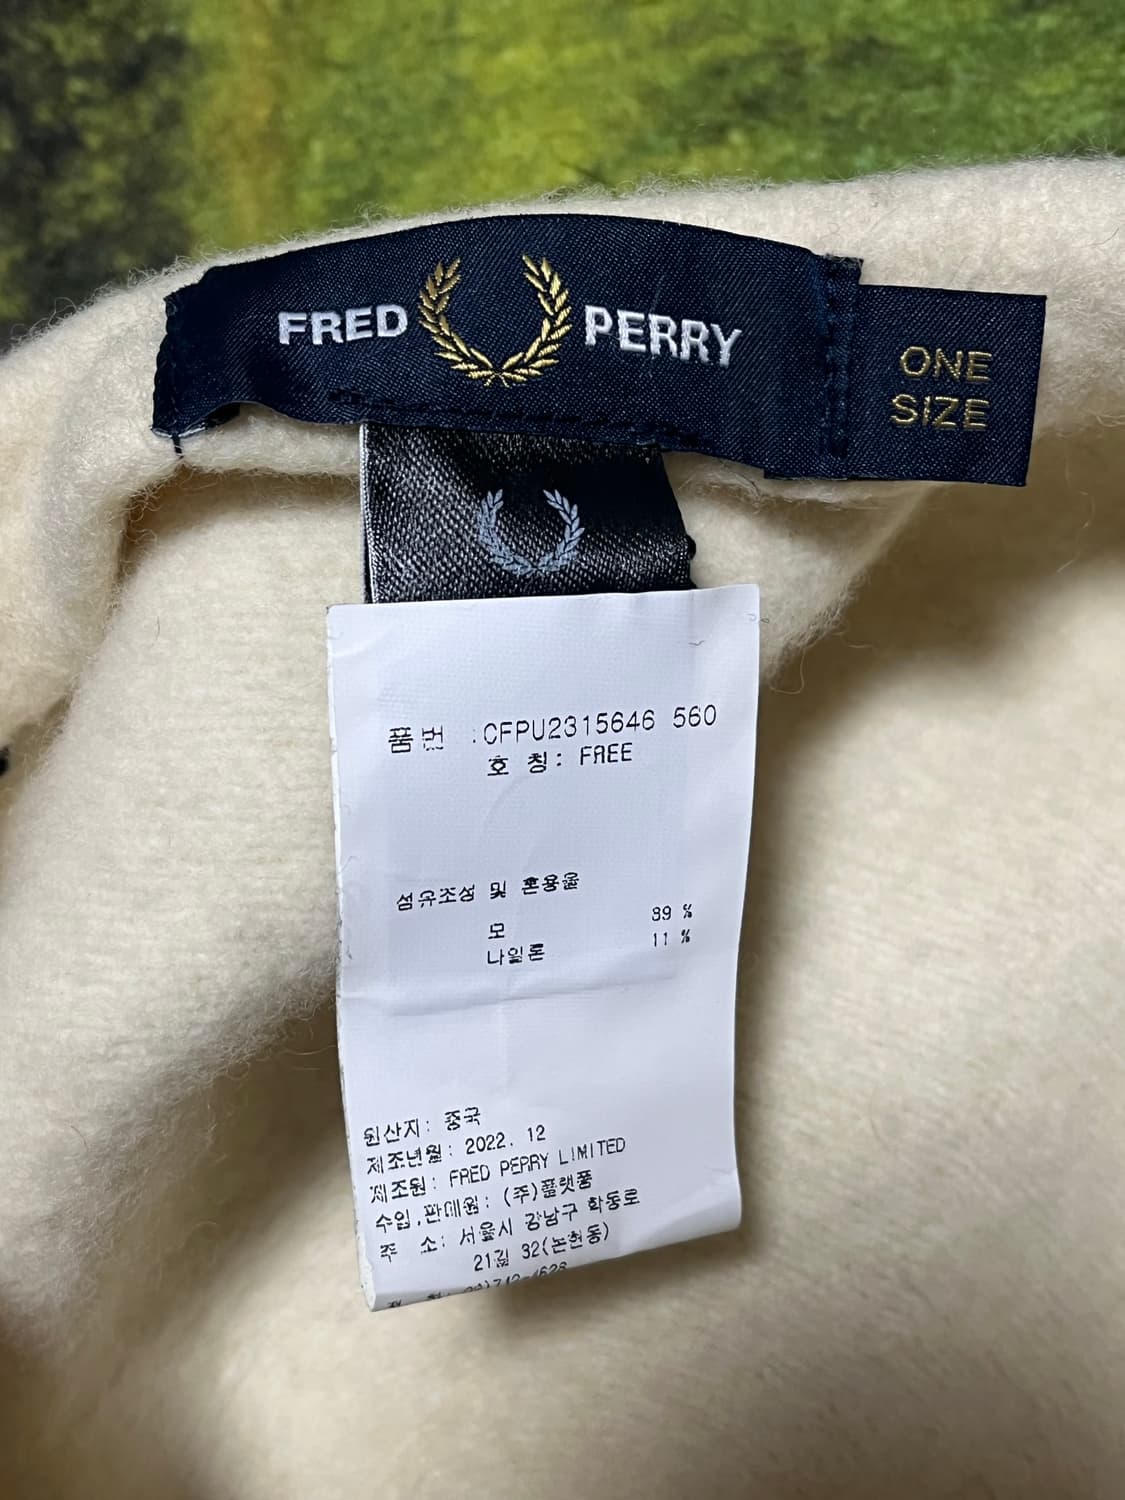 FRED PERRY
ONE
SIZE
품번 :CFPU2315646 560
호 칭: FREE
섬유조성 및 혼용율
모 89 %
나일론 11 %
원산지: 중국
제조년월: 2022. 12
제조원: FRED PERRY LIMITED
수입,판매원: (주)플랫폼
주 소: 서울시 강남구 학동로
21길 32(논현동)